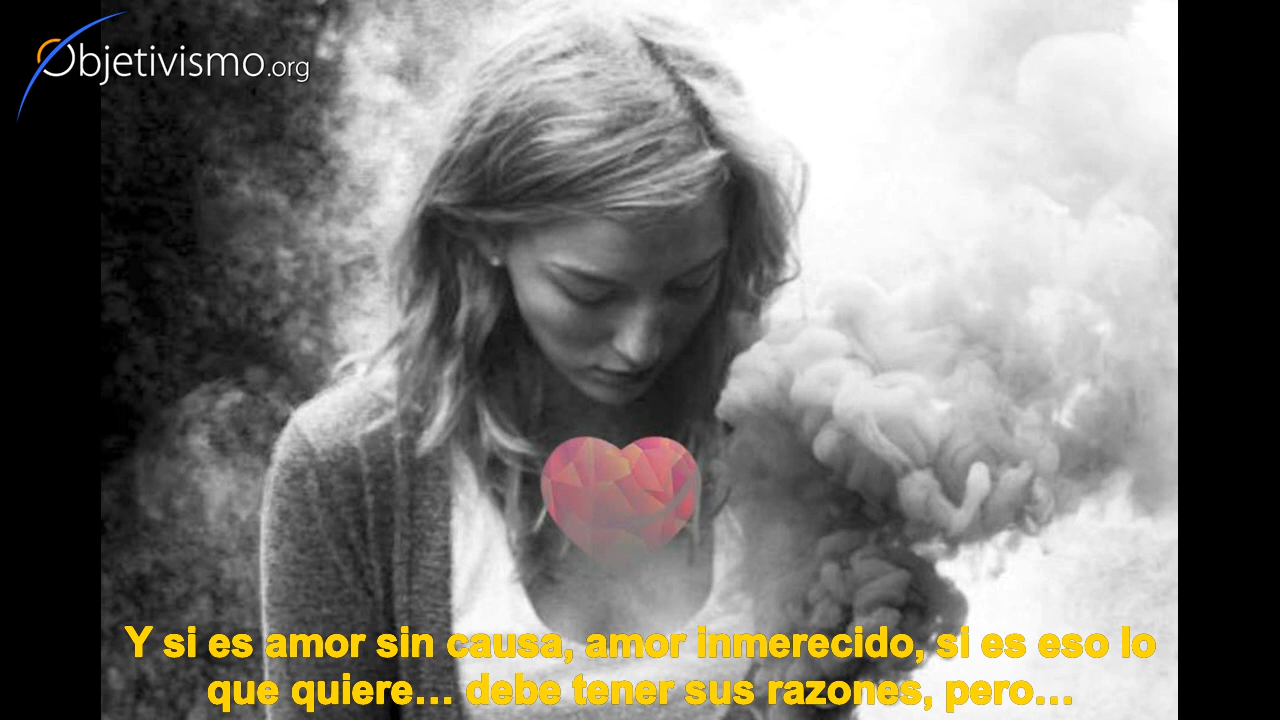 Objetivismo.org
Y si es amor sin causa, amor inmerecido, si es eso lo
que quiere... debe tener sus razones, pero...